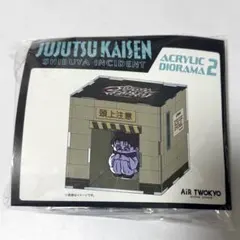 JUJUTSU KAISEN
SHIBUYA INCIDENT
ACRYLIC
DIORAMA 2
頭上注意
AiR TWOKYO